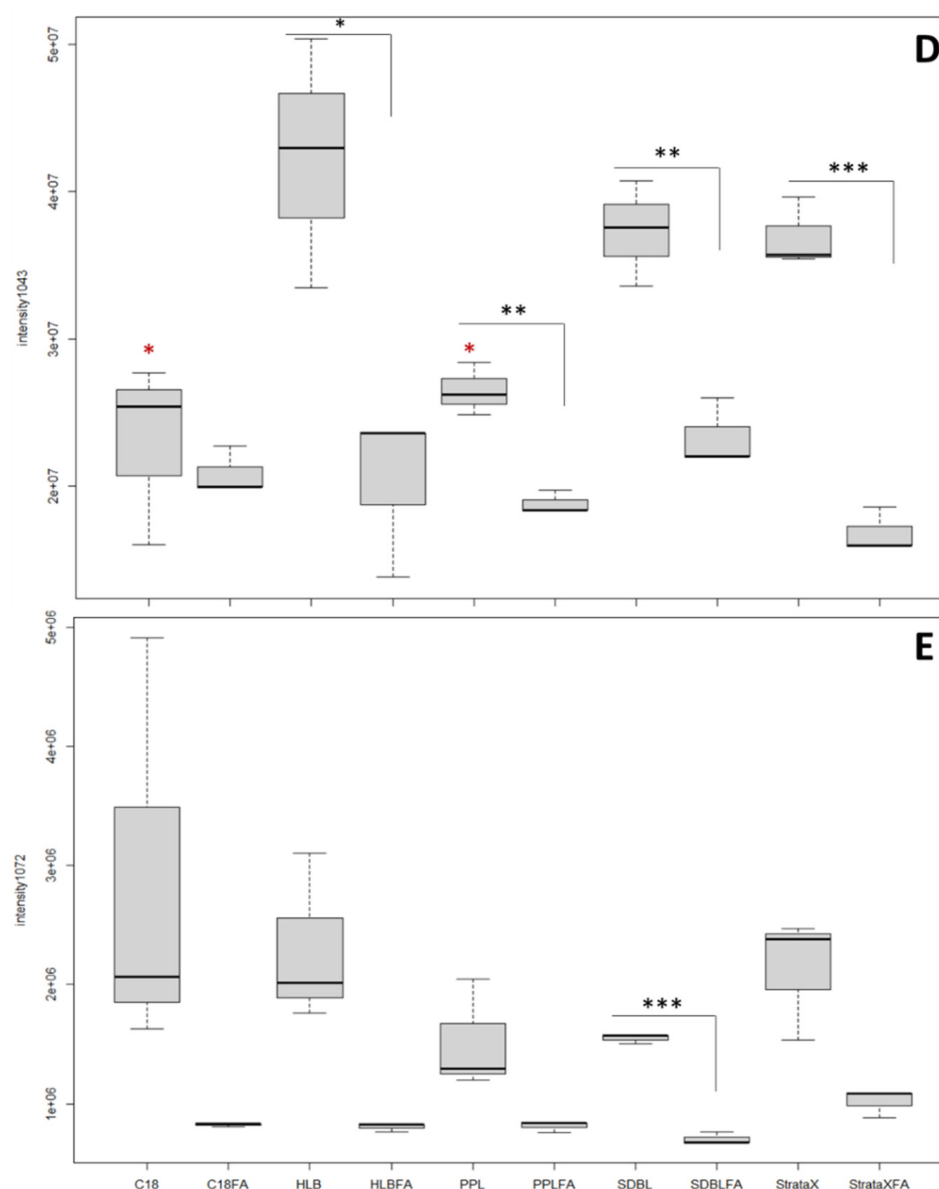 D
*
**
***
**
*
*
5e+07
4e+07
3e+07
2e+07
intensity1043
E
***
5e+06
4e+06
3e+06
2e+06
1e+06
intensity1072
C18 C18FA HLB HLBFA PPL PPLFA SDBL SDBLFA StrataX StrataXFA